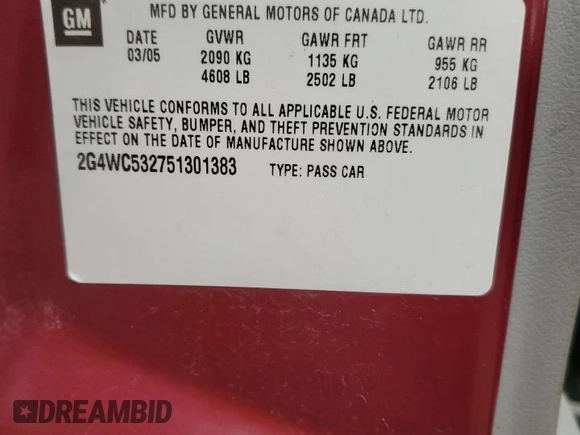 GM
MFD BY GENERAL MOTORS OF CANADA LTD.
DATE GVWR GAWR FRT GAWR RR
03/05 2090 KG 1135 KG 955 KG
4608 LB 2502 LB 2106 LB
THIS VEHICLE CONFORMS TO ALL APPLICABLE U.S. FEDERAL MOTOR
VEHICLE SAFETY, BUMPER, AND THEFT PREVENTION STANDARDS IN
EFFECT ON THE DATE OF MANUFACTURE SHOWN ABOVE.
2G4WC532751301383 TYPE: PASS CAR
DREAMBID